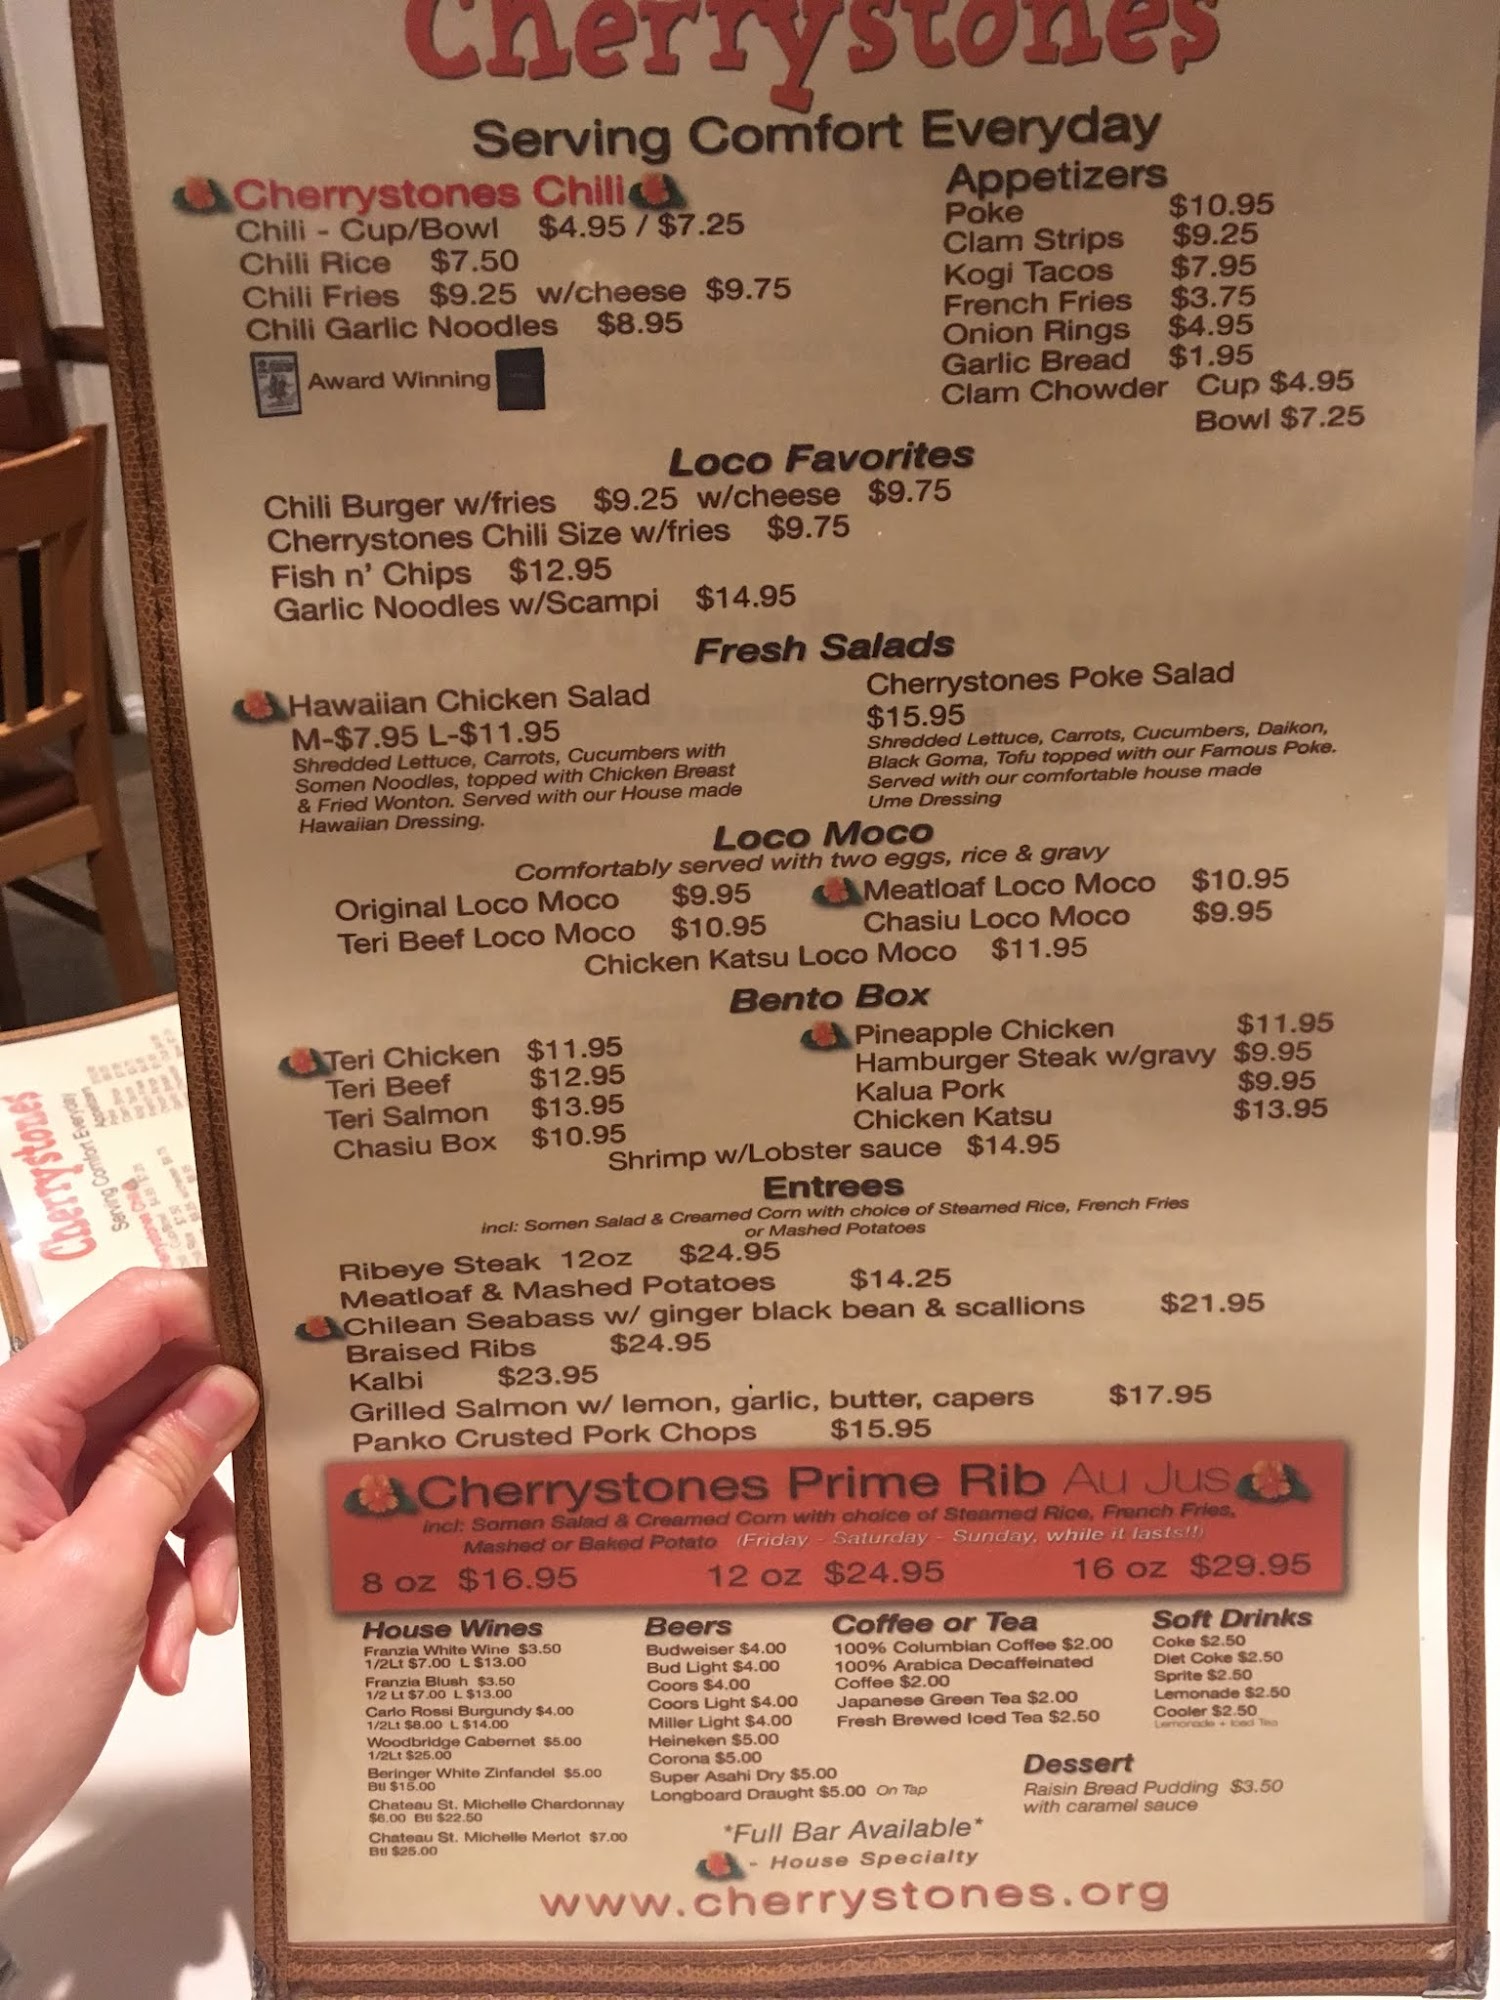 Cherrystones
Serving Comfort Everyday
Cherrystones Chili
Chili - Cup/Bowl $4.95 / $7.25
Chili Rice $7.50
Chili Fries $9.25 w/cheese $9.75
Chili Garlic Noodles $8.95
Award Winning
Appetizers
Poke $10.95
Clam Strips $9.25
Kogi Tacos $7.95
French Fries $3.75
Onion Rings $4.95
Garlic Bread $1.95
Clam Chowder Cup $4.95
Bowl $7.25
Loco Favorites
Chili Burger w/fries $9.25 w/cheese $9.75
Cherrystones Chili Size w/fries $9.75
Fish n' Chips $12.95
Garlic Noodles w/Scampi $14.95
Fresh Salads
Hawaiian Chicken Salad
M-$7.95 L-$11.95
Shredded Lettuce, Carrots, Cucumbers with
Somen Noodles, topped with Chicken Breast
& Fried Wonton. Served with our House made
Hawaiian Dressing.
Cherrystones Poke Salad
$15.95
Shredded Lettuce, Carrots, Cucumbers, Daikon,
Black Goma, Tofu topped with our Famous Poke.
Served with our comfortable house made
Ume Dressing
Loco Moco
Comfortably served with two eggs, rice & gravy
Original Loco Moco $9.95
Teri Beef Loco Moco $10.95
Meatloaf Loco Moco $10.95
Chasiu Loco Moco $9.95
Chicken Katsu Loco Moco $11.95
Bento Box
Teri Chicken $11.95
Teri Beef $12.95
Teri Salmon $13.95
Chasiu Box $10.95
Pineapple Chicken $11.95
Hamburger Steak w/gravy $9.95
Kalua Pork $9.95
Chicken Katsu $13.95
Shrimp w/Lobster sauce $14.95
Entrees
incl: Somen Salad & Creamed Corn with choice of Steamed Rice, French Fries
or Mashed Potatoes
Ribeye Steak 12oz $24.95
Meatloaf & Mashed Potatoes $14.25
Chilean Seabass w/ ginger black bean & scallions $21.95
Braised Ribs $24.95
Kalbi $23.95
Grilled Salmon w/ lemon, garlic, butter, capers $17.95
Panko Crusted Pork Chops $15.95
Cherrystones Prime Rib Au Jus
incl: Somen Salad & Creamed Corn with choice of Steamed Rice, French Fries,
Mashed or Baked Potato (Friday - Saturday - Sunday, while it lasts!!)
8 oz $16.95 12 oz $24.95 16 oz $29.95
House Wines
Franzia White Wine $3.50
1/2Lt $7.00 L $13.00
Franzia Blush $3.50
1/2 Lt $7.00 L $13.00
Carlo Rossi Burgundy $4.00
1/2Lt $8.00 L $14.00
Woodbridge Cabernet $5.00
1/2Lt $25.00
Beringer White Zinfandel $5.00
Btl $15.00
Chateau St. Michelle Chardonnay
$6.00 Btl $22.50
Chateau St. Michelle Merlot $7.00
Btl $25.00
Beers
Budweiser $4.00
Bud Light $4.00
Coors $4.00
Coors Light $4.00
Miller Light $4.00
Heineken $5.00
Corona $5.00
Super Asahi Dry $5.00
Longboard Draught $5.00 On Tap
Coffee or Tea
100% Columbian Coffee $2.00
100% Arabica Decaffeinated
Coffee $2.00
Japanese Green Tea $2.00
Fresh Brewed Iced Tea $2.50
Soft Drinks
Coke $2.50
Diet Coke $2.50
Sprite $2.50
Lemonade $2.50
Cooler $2.50
Lemonade + Iced Tea
Dessert
Raisin Bread Pudding $3.50
with caramel sauce
*Full Bar Available*
- House Specialty
www.cherrystones.org
Cherrystones
Serving Comfort Everyday
Appetizers